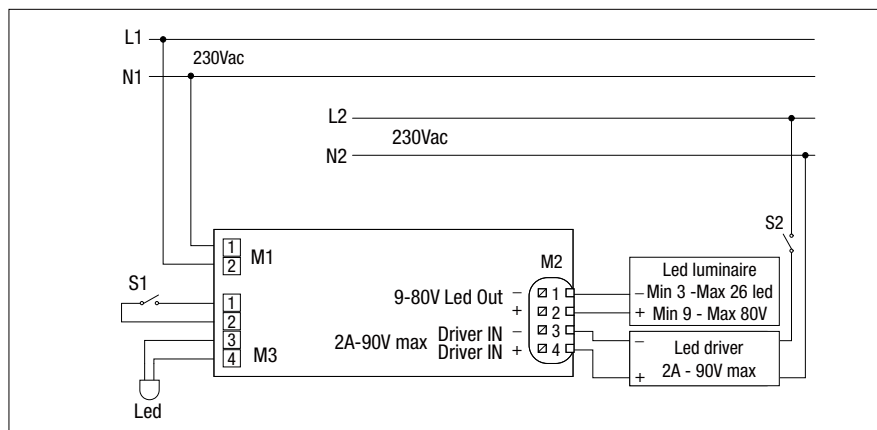 L1
230Vac
N1
L2
230Vac
N2
S2
1
2
M1
M2
S1
1
2
3
4
M3
Led
9-80V Led Out
–
+
2A-90V max
Driver IN –
Driver IN +
1
2
3
4
Led luminaire
– Min 3 -Max 26 led
+ Min 9 - Max 80V
–
Led driver
2A - 90V max
+